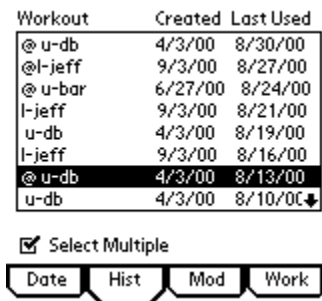 Workout Created Last Used
@ u-db 4/3/00 8/30/00
@l-jeff 9/3/00 8/27/00
@ u-bar 6/27/00 8/24/00
l-jeff 9/3/00 8/21/00
u-db 4/3/00 8/19/00
l-jeff 9/3/00 8/16/00
@ u-db 4/3/00 8/13/00
u-db 4/3/00 8/10/0
Select Multiple
Date Hist Mod Work